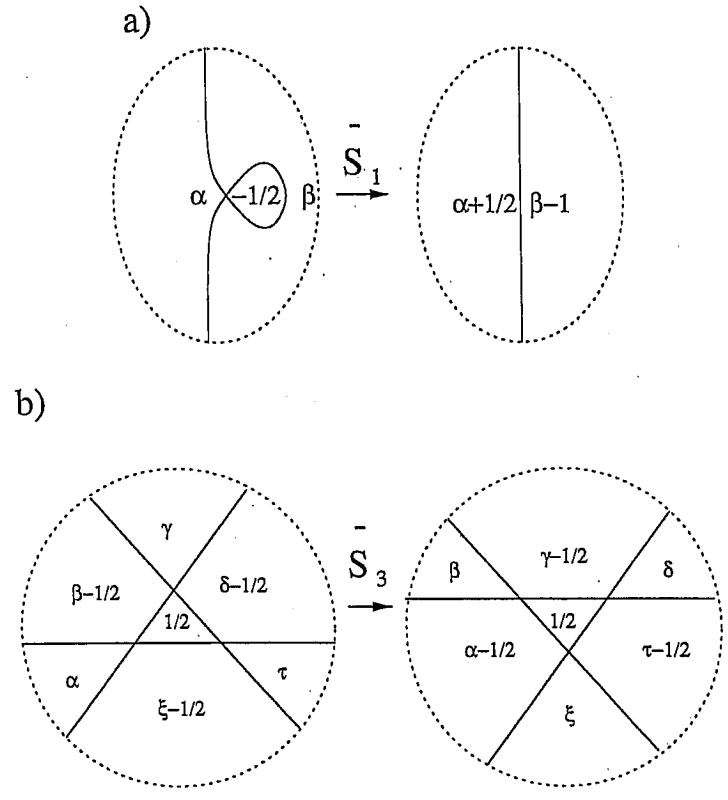 a)
α −1/2 β
S̄ 1
α+1/2 β−1
b)
γ
β−1/2 δ−1/2
1/2
α τ
ξ−1/2
S̄ 3
β γ−1/2 δ
1/2
α−1/2 τ−1/2
ξ